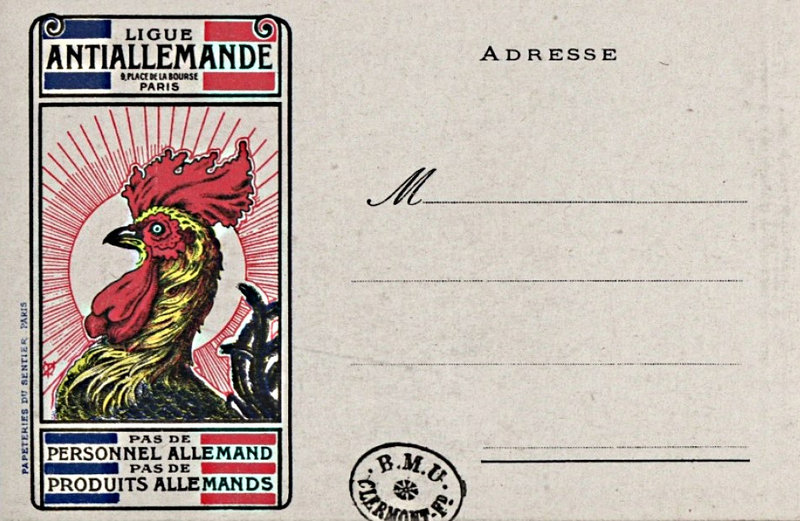 LIGUE
ANTIALLEMANDE
9, PLACE DE LA BOURSE
PARIS
PAS DE
PERSONNEL ALLEMAND
PAS DE
PRODUITS ALLEMANDS
PAPETERIES DU SENTIER, PARIS
ADRESSE
M
B.M.U.
CLERMONT-FD